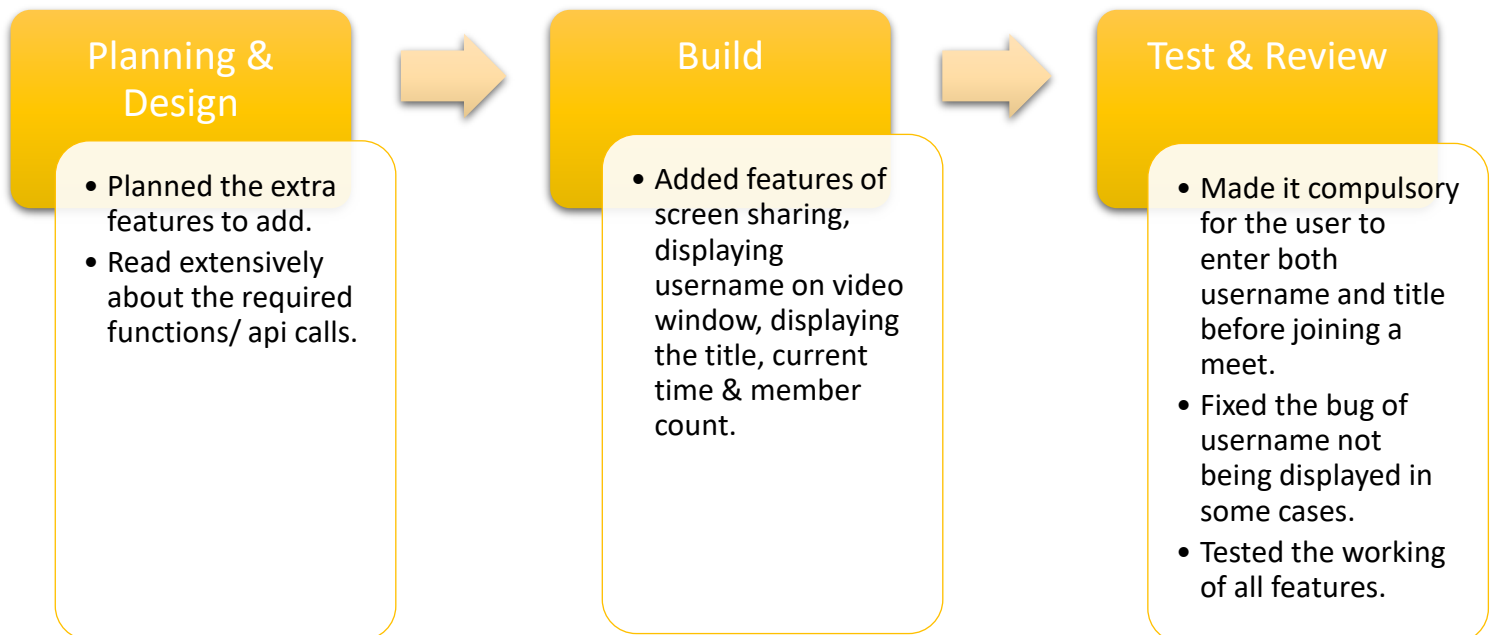 Planning &
Design
• Planned the extra
features to add.
• Read extensively
about the required
functions/ api calls.
Build
• Added features of
screen sharing,
displaying
username on video
window, displaying
the title, current
time & member
count.
Test & Review
• Made it compulsory
for the user to
enter both
username and title
before joining a
meet.
• Fixed the bug of
username not
being displayed in
some cases.
• Tested the working
of all features.